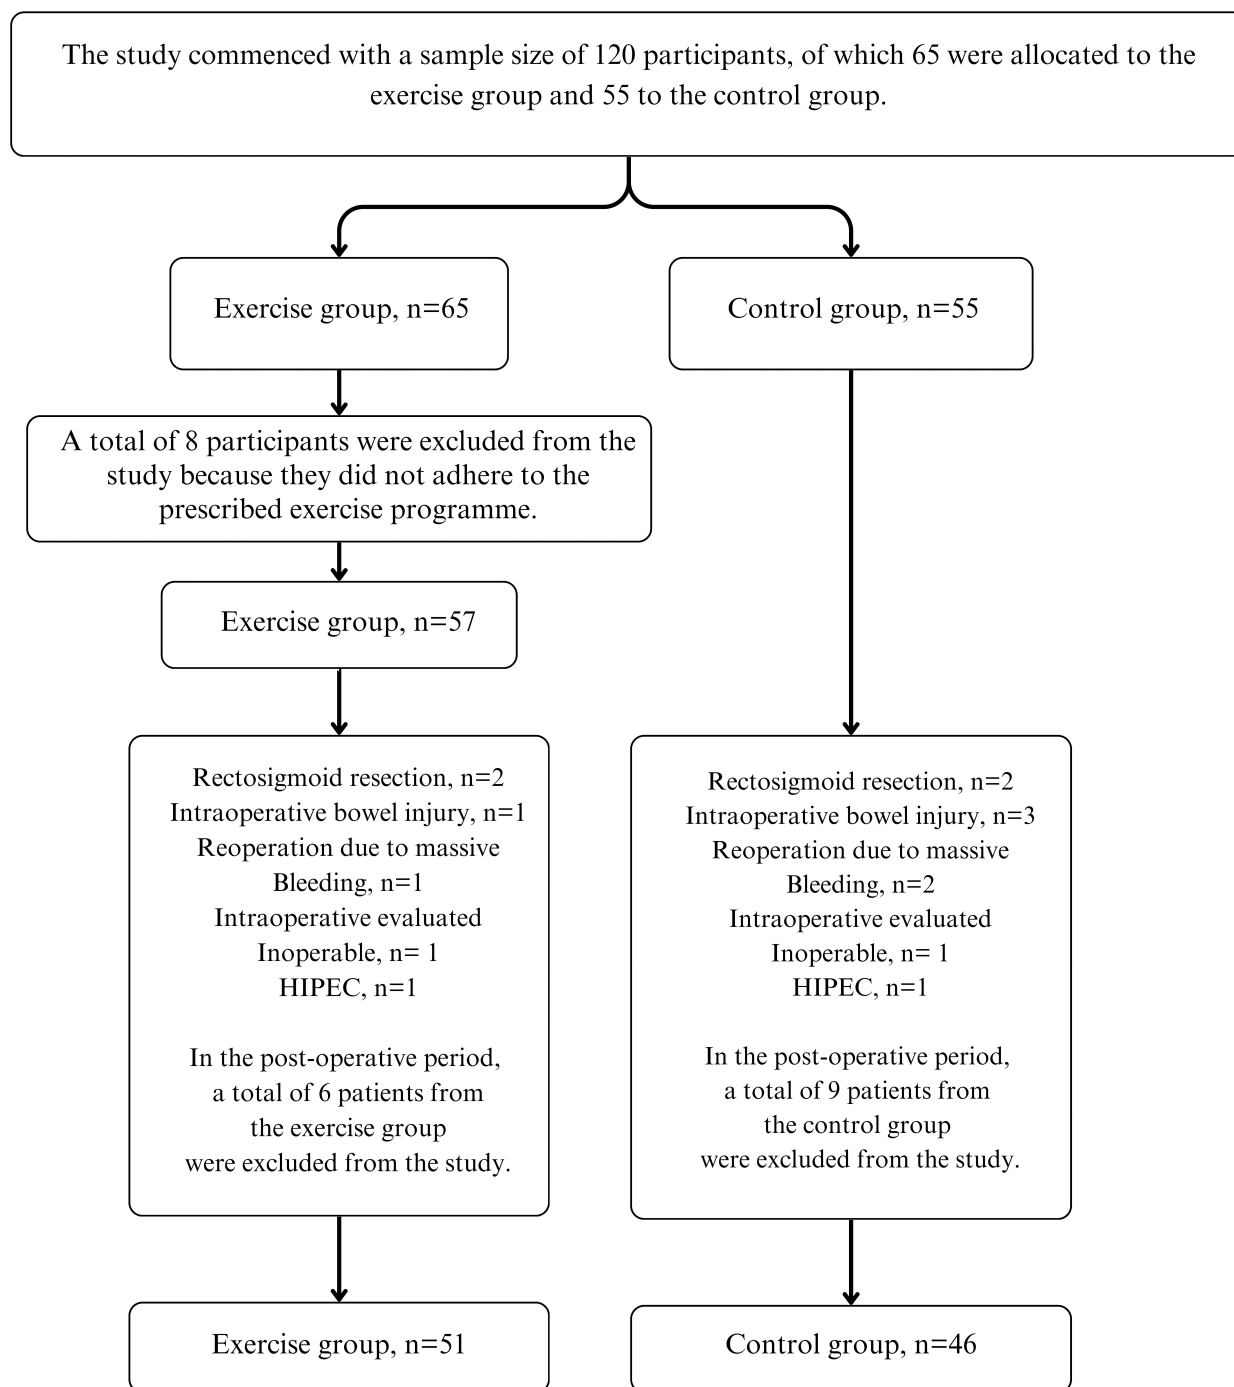 The study commenced with a sample size of 120 participants, of which 65 were allocated to the
exercise group and 55 to the control group.
Exercise group, n=65
Control group, n=55
A total of 8 participants were excluded from the
study because they did not adhere to the
prescribed exercise programme.
Exercise group, n=57
Rectosigmoid resection, n=2
Intraoperative bowel injury, n=1
Reoperation due to massive
Bleeding, n=1
Intraoperative evaluated
Inoperable, n= 1
HIPEC, n=1
In the post-operative period,
a total of 6 patients from
the exercise group
were excluded from the study.
Rectosigmoid resection, n=2
Intraoperative bowel injury, n=3
Reoperation due to massive
Bleeding, n=2
Intraoperative evaluated
Inoperable, n= 1
HIPEC, n=1
In the post-operative period,
a total of 9 patients from
the control group
were excluded from the study.
Exercise group, n=51
Control group, n=46